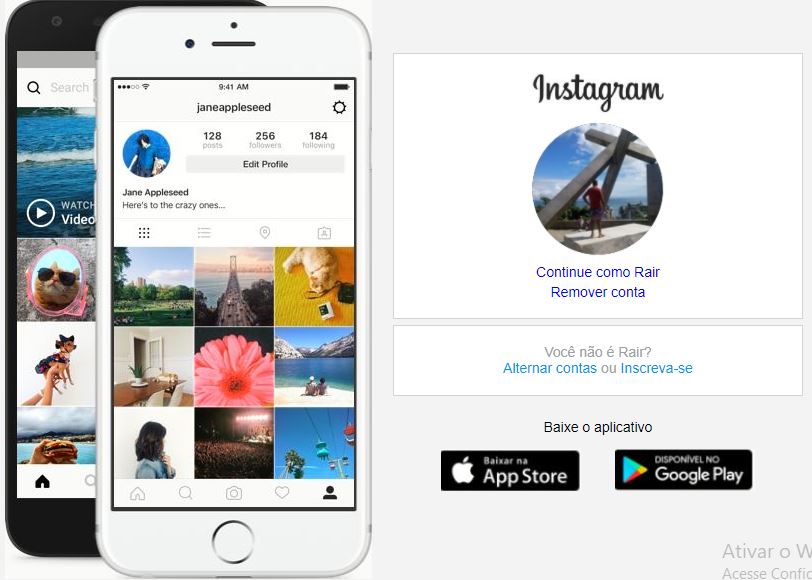 Search
WATCH
Video
9:41 AM
janeappleseed
128
posts
256
followers
184
following
Edit Profile
Jane Appleseed
Here's to the crazy ones...
Instagram
Continue como Rair
Remover conta
Você não é Rair?
Alternar contas ou Inscreva-se
Baixe o aplicativo
Baixar na
App Store
DISPONÍVEL NO
Google Play
Ativar o W
Acesse Config